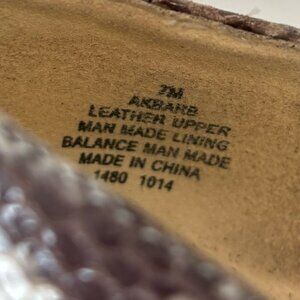 7M
AKBARB
LEATHER UPPER
MAN MADE LINING
BALANCE MAN MADE
MADE IN CHINA
1480 1014